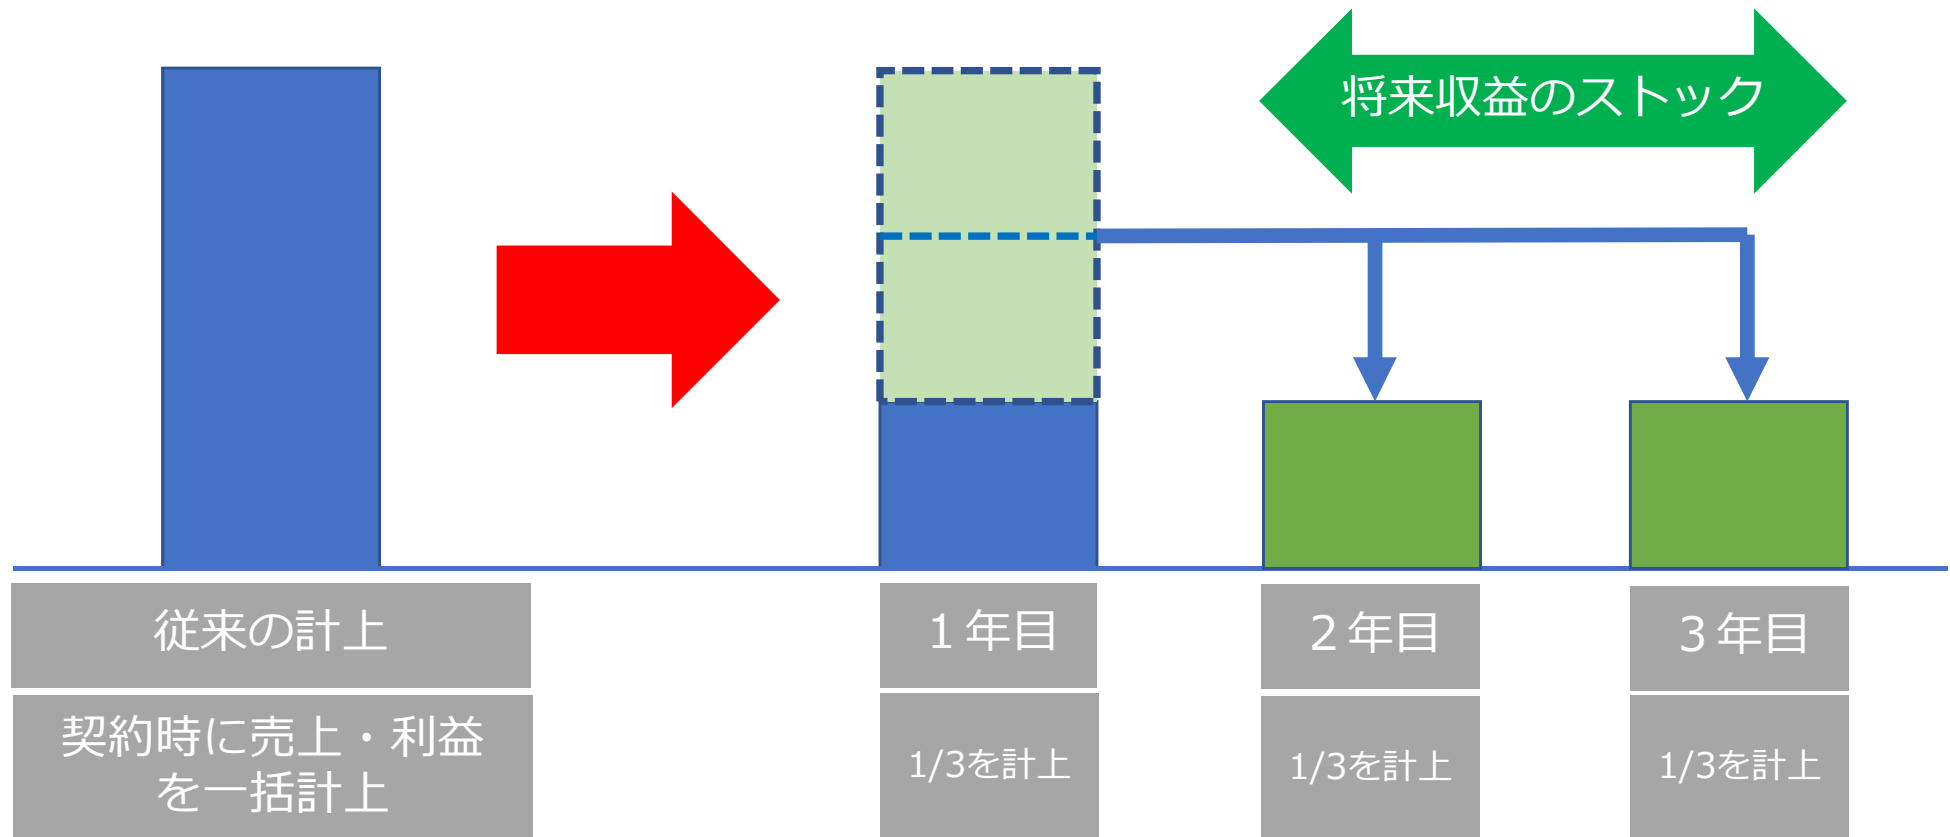 将来収益のストック
従来の計上
１年目
２年目
３年目
契約時に売上・利益
を一括計上
1/3を計上
1/3を計上
1/3を計上